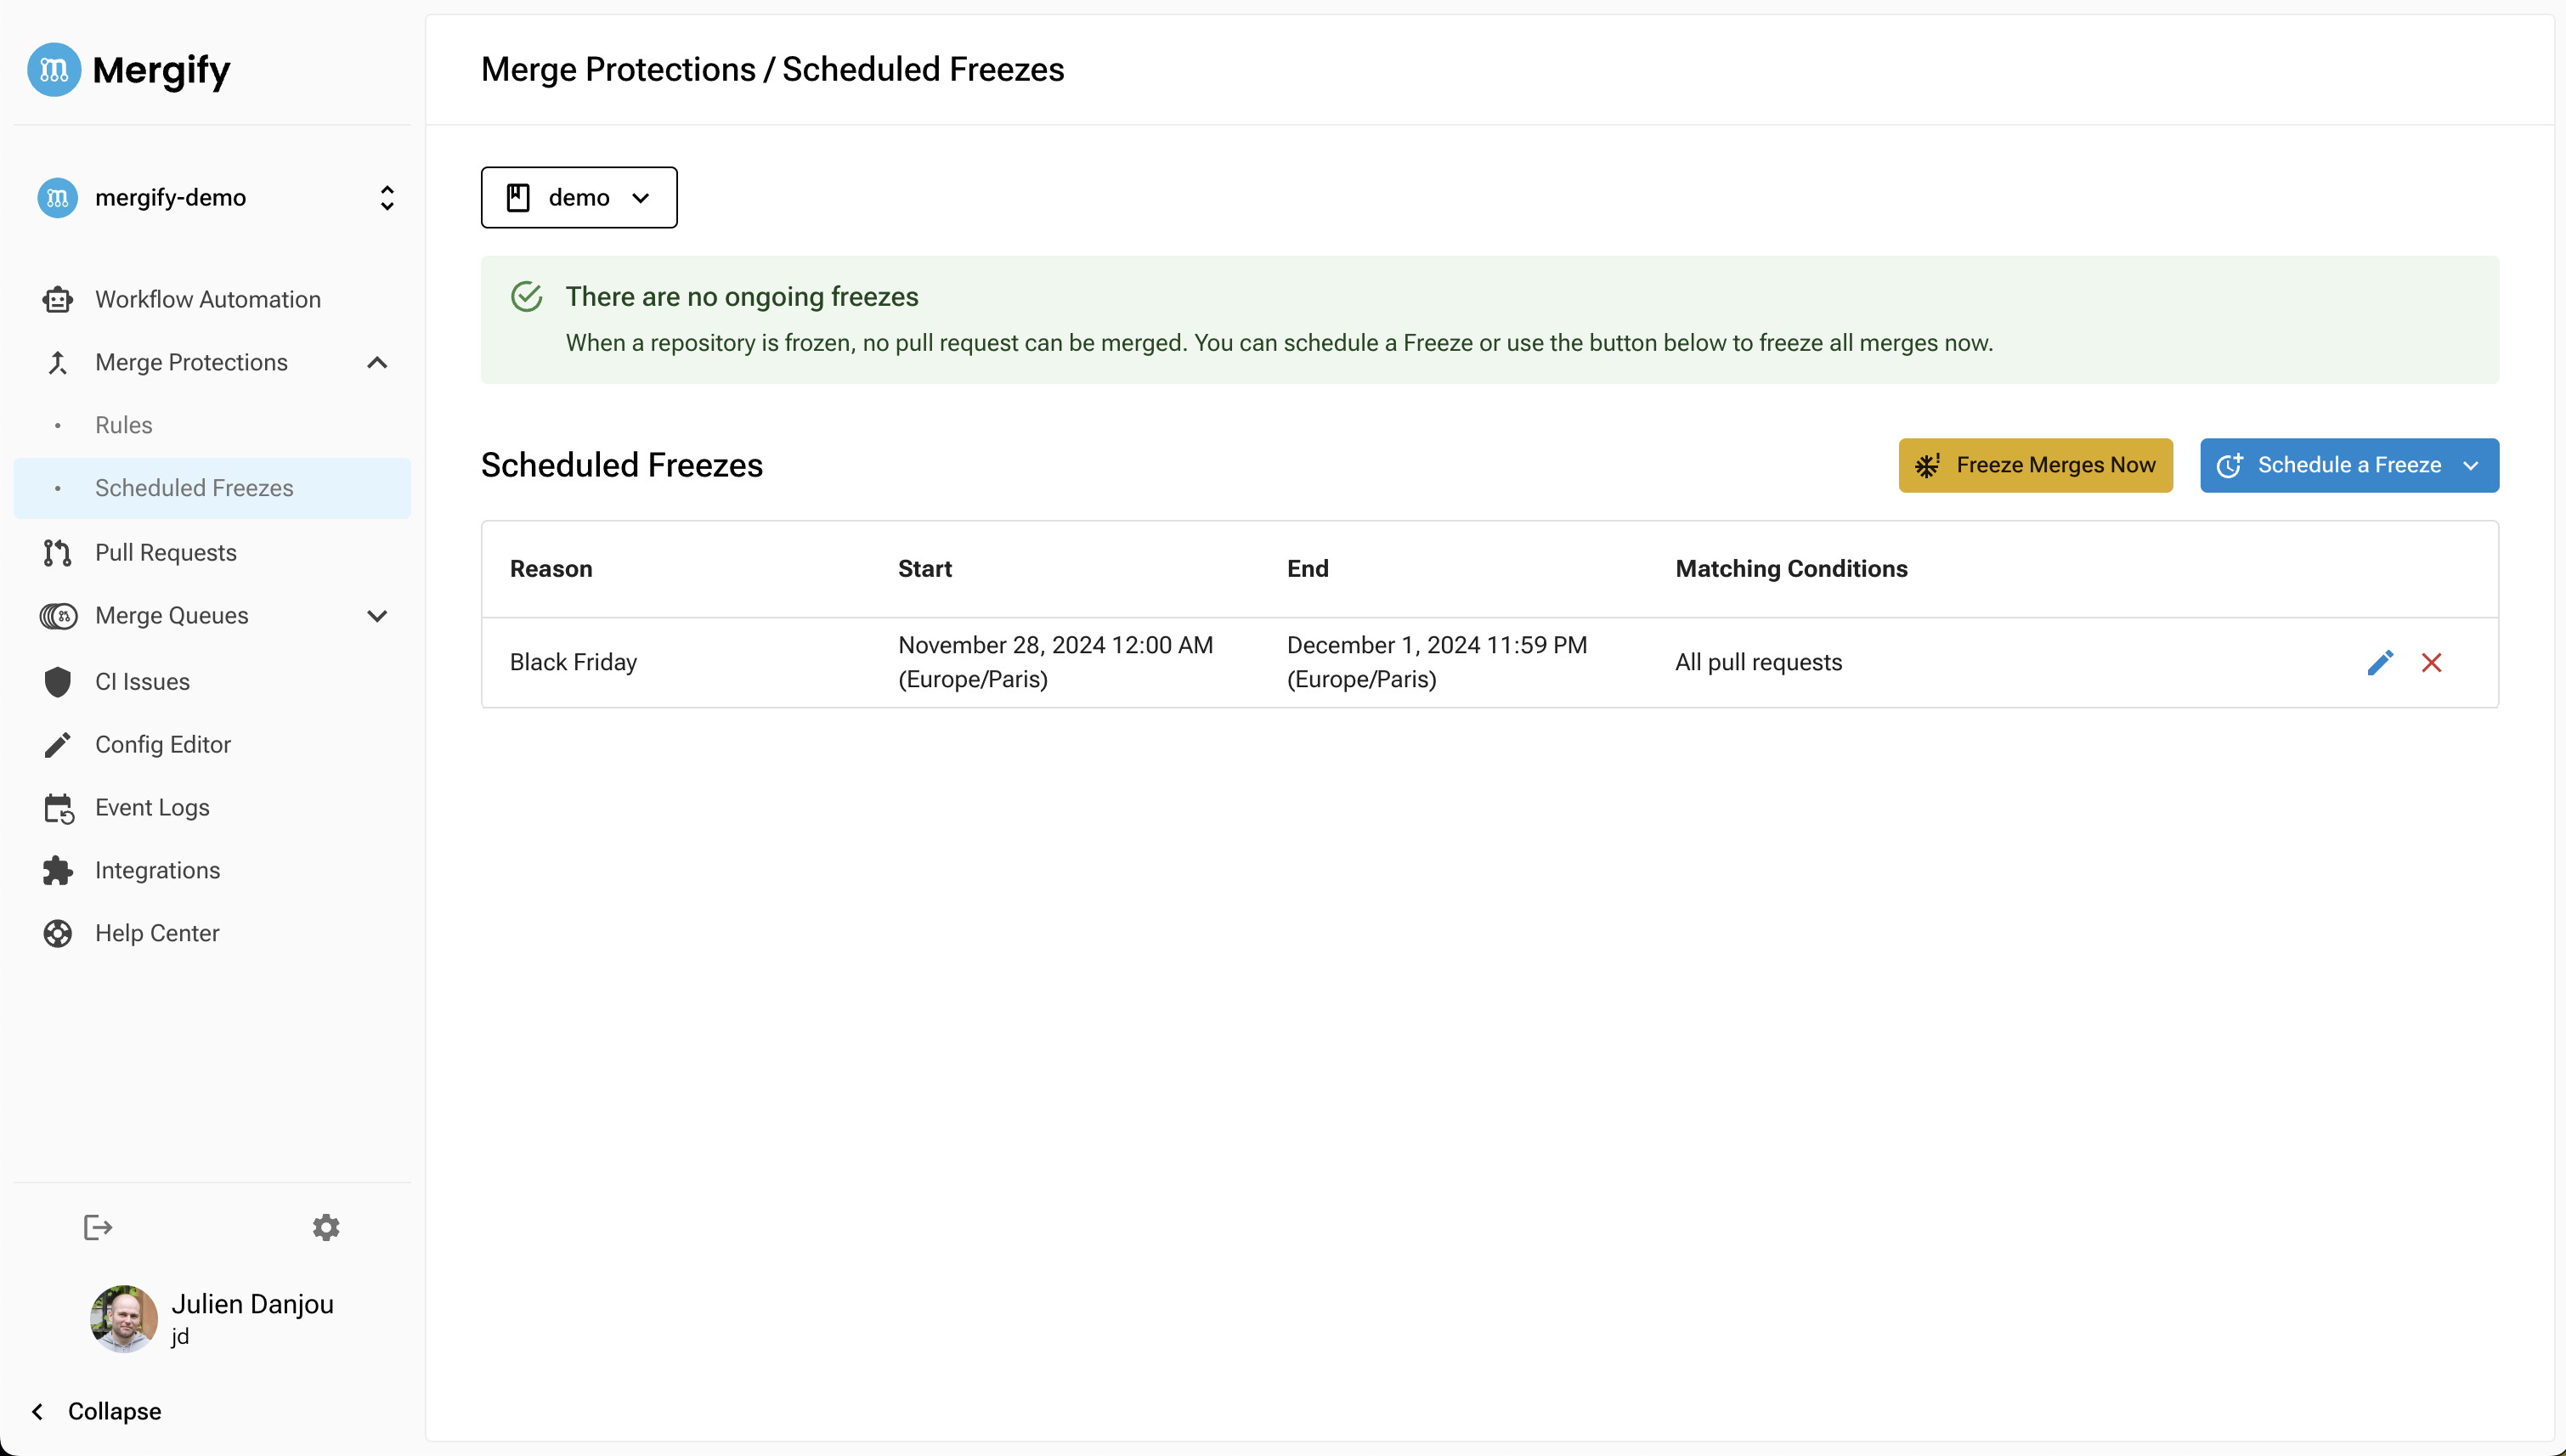 Mergify
mergify-demo
Workflow Automation
Merge Protections
Rules
Scheduled Freezes
Pull Requests
Merge Queues
CI Issues
Config Editor
Event Logs
Integrations
Help Center
Julien Danjou
jd
Collapse
Merge Protections / Scheduled Freezes
demo
There are no ongoing freezes
When a repository is frozen, no pull request can be merged. You can schedule a Freeze or use the button below to freeze all merges now.
Scheduled Freezes
Freeze Merges Now
Schedule a Freeze
Reason Start End Matching Conditions
Black Friday
November 28, 2024 12:00 AM
(Europe/Paris)
December 1, 2024 11:59 PM
(Europe/Paris)
All pull requests